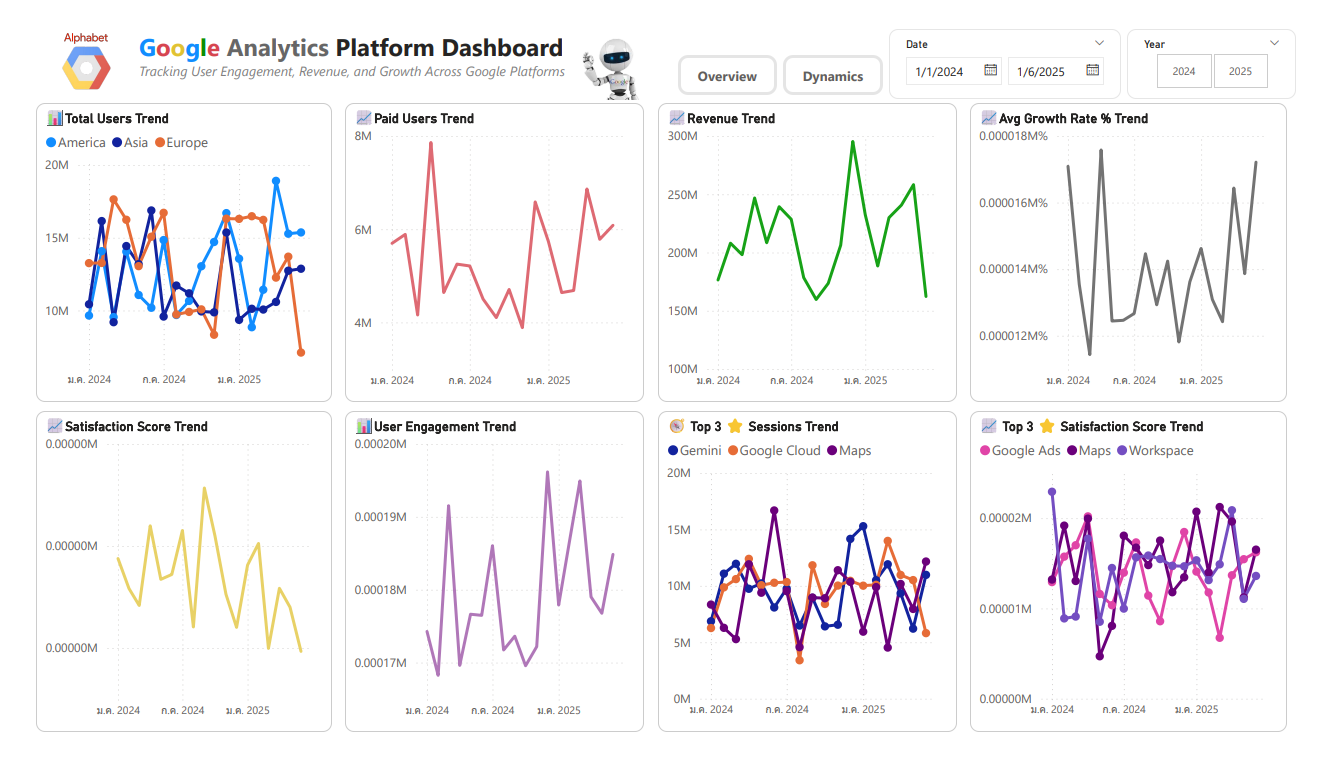 Alphabet
Google Analytics Platform Dashboard
Tracking User Engagement, Revenue, and Growth Across Google Platforms
Google
Overview
Dynamics
Date
1/1/2024
1/6/2025
Year
2024
2025
Total Users Trend
America Asia Europe
20M
15M
10M
ม.ค. 2024
ก.ค. 2024
ม.ค. 2025
Paid Users Trend
8M
6M
4M
ม.ค. 2024
ก.ค. 2024
ม.ค. 2025
Revenue Trend
300M
250M
200M
150M
100M
ม.ค. 2024
ก.ค. 2024
ม.ค. 2025
Avg Growth Rate % Trend
0.000018M%
0.000016M%
0.000014M%
0.000012M%
ม.ค. 2024
ก.ค. 2024
ม.ค. 2025
Satisfaction Score Trend
0.00000M
0.00000M
0.00000M
ม.ค. 2024
ก.ค. 2024
ม.ค. 2025
User Engagement Trend
0.00020M
0.00019M
0.00018M
0.00017M
ม.ค. 2024
ก.ค. 2024
ม.ค. 2025
Top 3 ⭐ Sessions Trend
Gemini Google Cloud Maps
20M
15M
10M
5M
0M
ม.ค. 2024
ก.ค. 2024
ม.ค. 2025
Top 3 ⭐ Satisfaction Score Trend
Google Ads Maps Workspace
0.00002M
0.00001M
0.00000M
ม.ค. 2024
ก.ค. 2024
ม.ค. 2025